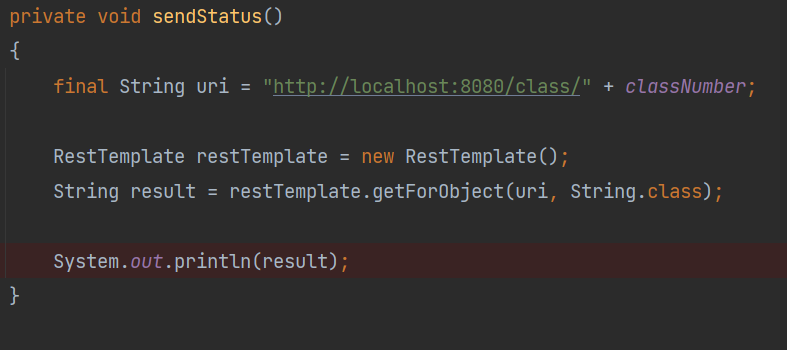 private void sendStatus()
{
    final String uri = "http://localhost:8080/class/" + classNumber;
    RestTemplate restTemplate = new RestTemplate();
    String result = restTemplate.getForObject(uri, String.class);
    System.out.println(result);
}